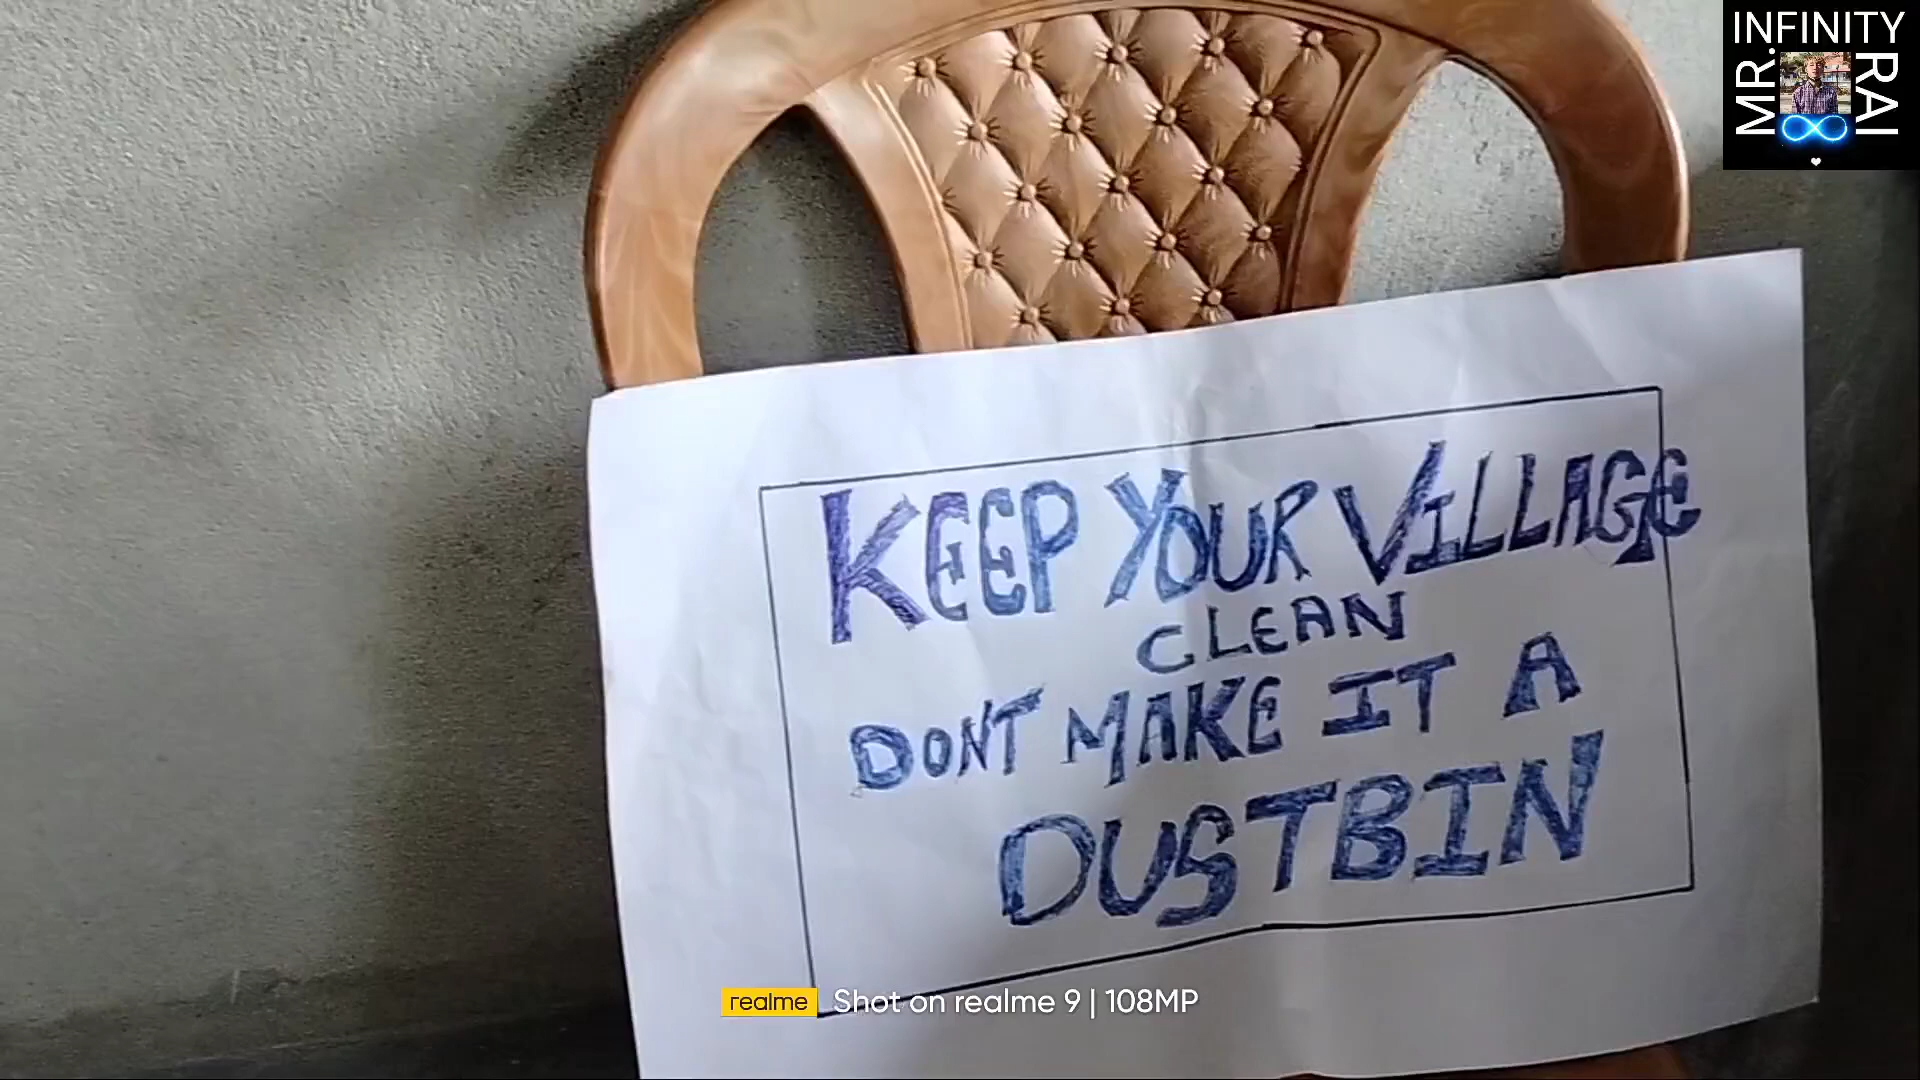 MR. INFINITY RAI
KEEP YOUR VILLAGE
CLEAN
DONT MAKE IT A
DUSTBIN
realme Shot on realme 9 | 108MP